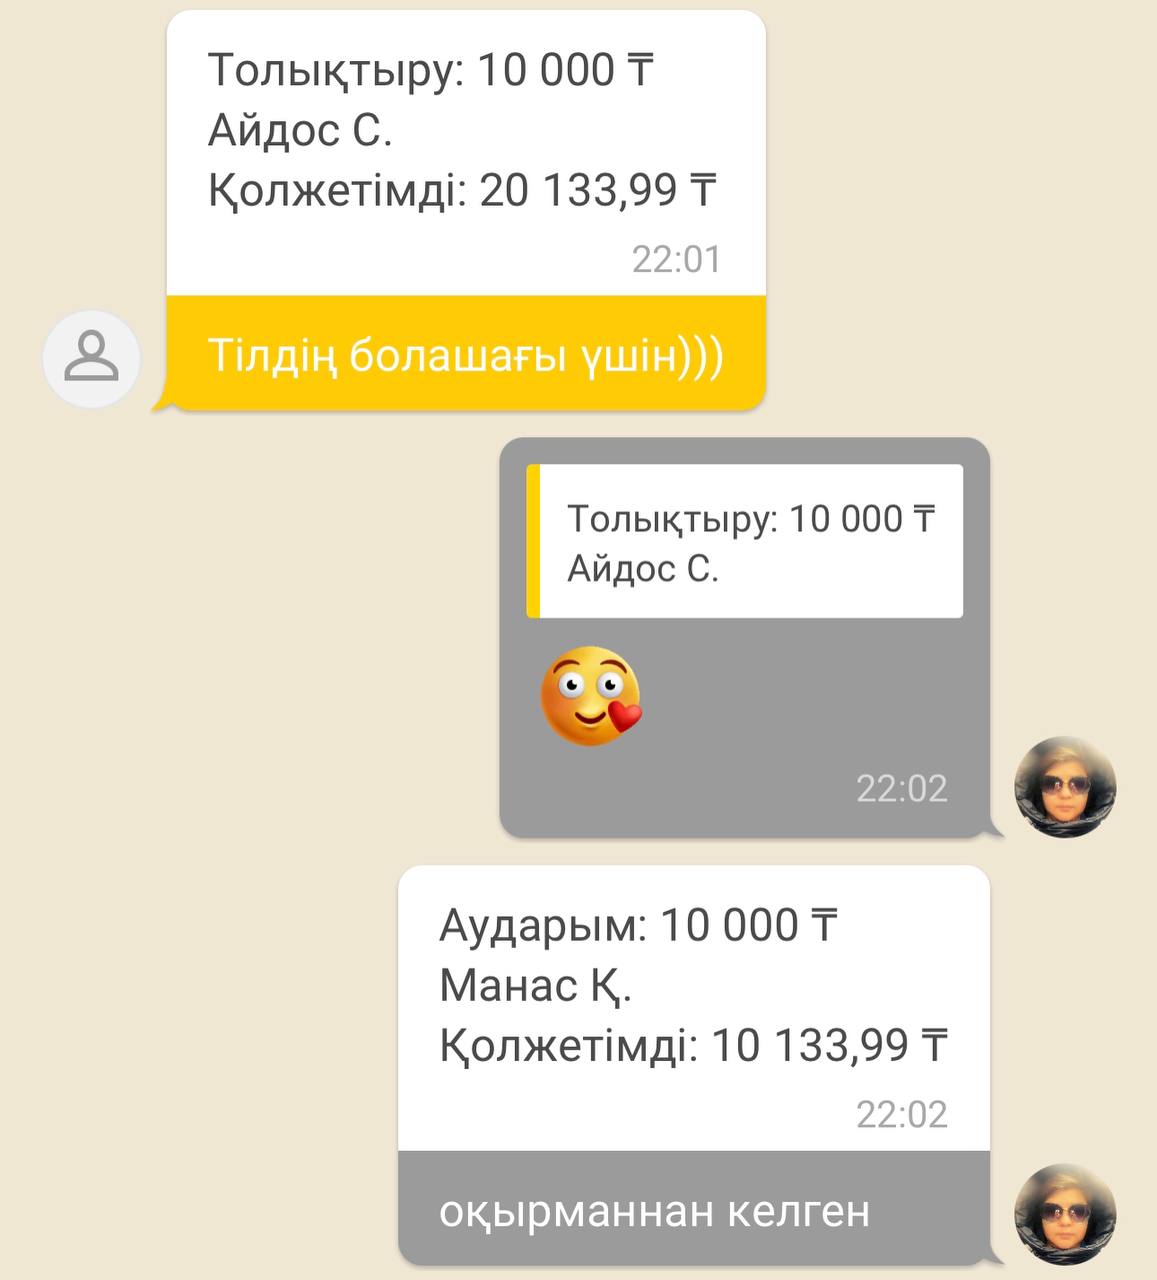 Толықтыру: 10 000 ₸
Айдос С.
Қолжетімді: 20 133,99 ₸
22:01
Тілдің болашағы үшін)))
Толықтыру: 10 000 ₸
Айдос С.
22:02
Аударым: 10 000 ₸
Манас Қ.
Қолжетімді: 10 133,99 ₸
22:02
оқырманнан келген